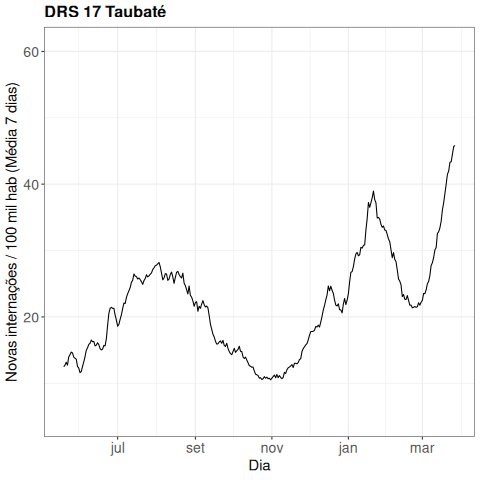 DRS 17 Taubaté
Novas internações / 100 mil hab (Média 7 dias)
60
40
20
jul
set
nov
jan
mar
Dia